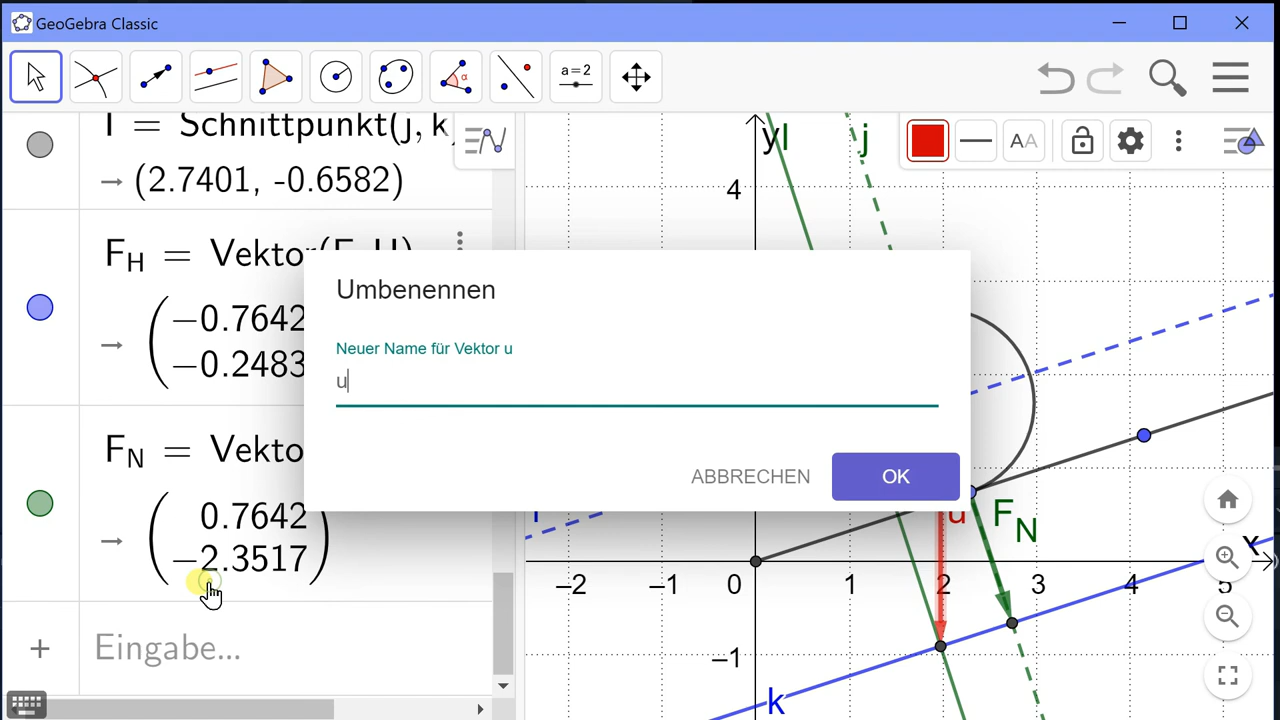 GeoGebra Classic
a=2
I = Schnittpunkt(j, k
→ (2.7401, -0.6582)
F_H = Vektor(F, H)
→ (−0.7642
−0.2483
F_N = Vekto
→ (0.7642
−2.3517)
+ Eingabe...
Umbenennen
Neuer Name für Vektor u
u
ABBRECHEN OK
AA
y l j
4
u F_N
x
−2 −1 0 1 2 3 4 5
−1
k